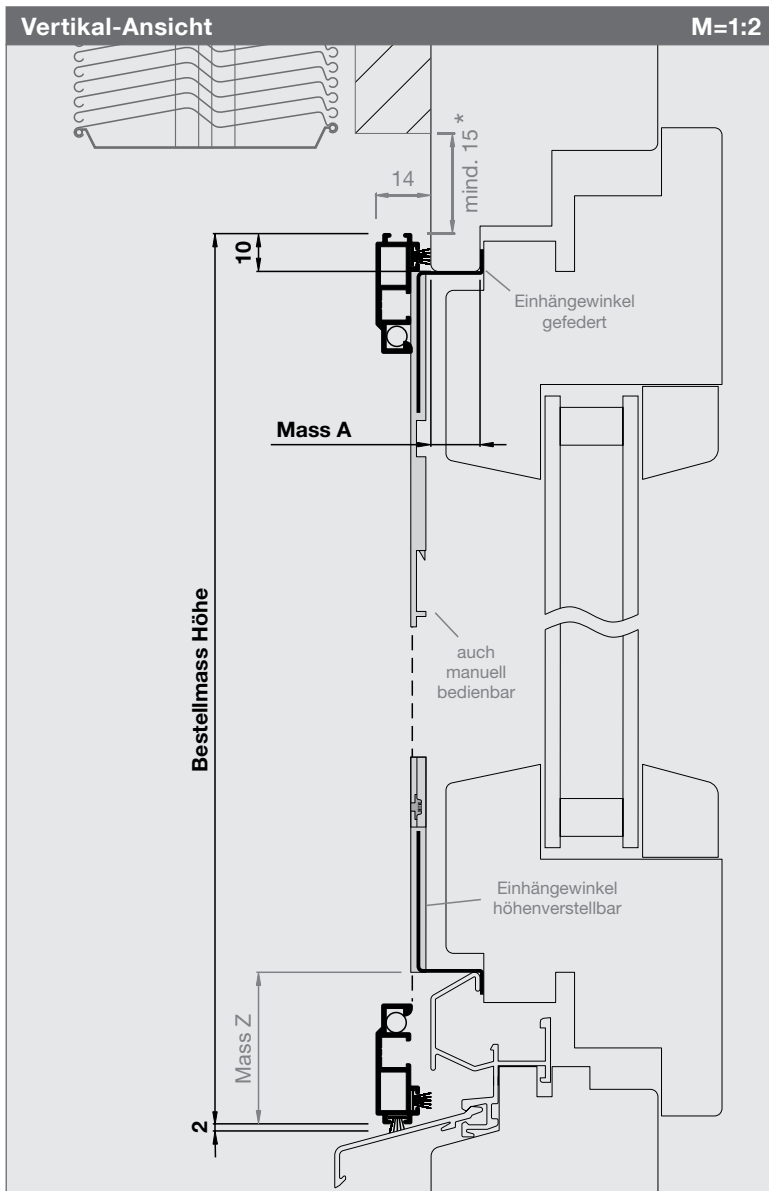 Vertikal-Ansicht M=1:2
mind. 15*
14
10
Einhängewinkel
gefedert
Mass A
Bestellmass Höhe
auch
manuell
bedienbar
Einhängewinkel
höhenverstellbar
Mass Z
2